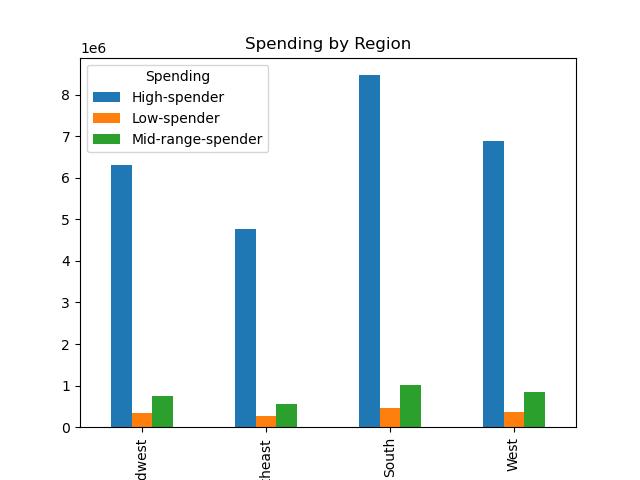 Spending by Region
1e6
Spending
High-spender
Low-spender
Mid-range-spender
8
7
6
5
4
3
2
1
0
dwest
theast
South
West